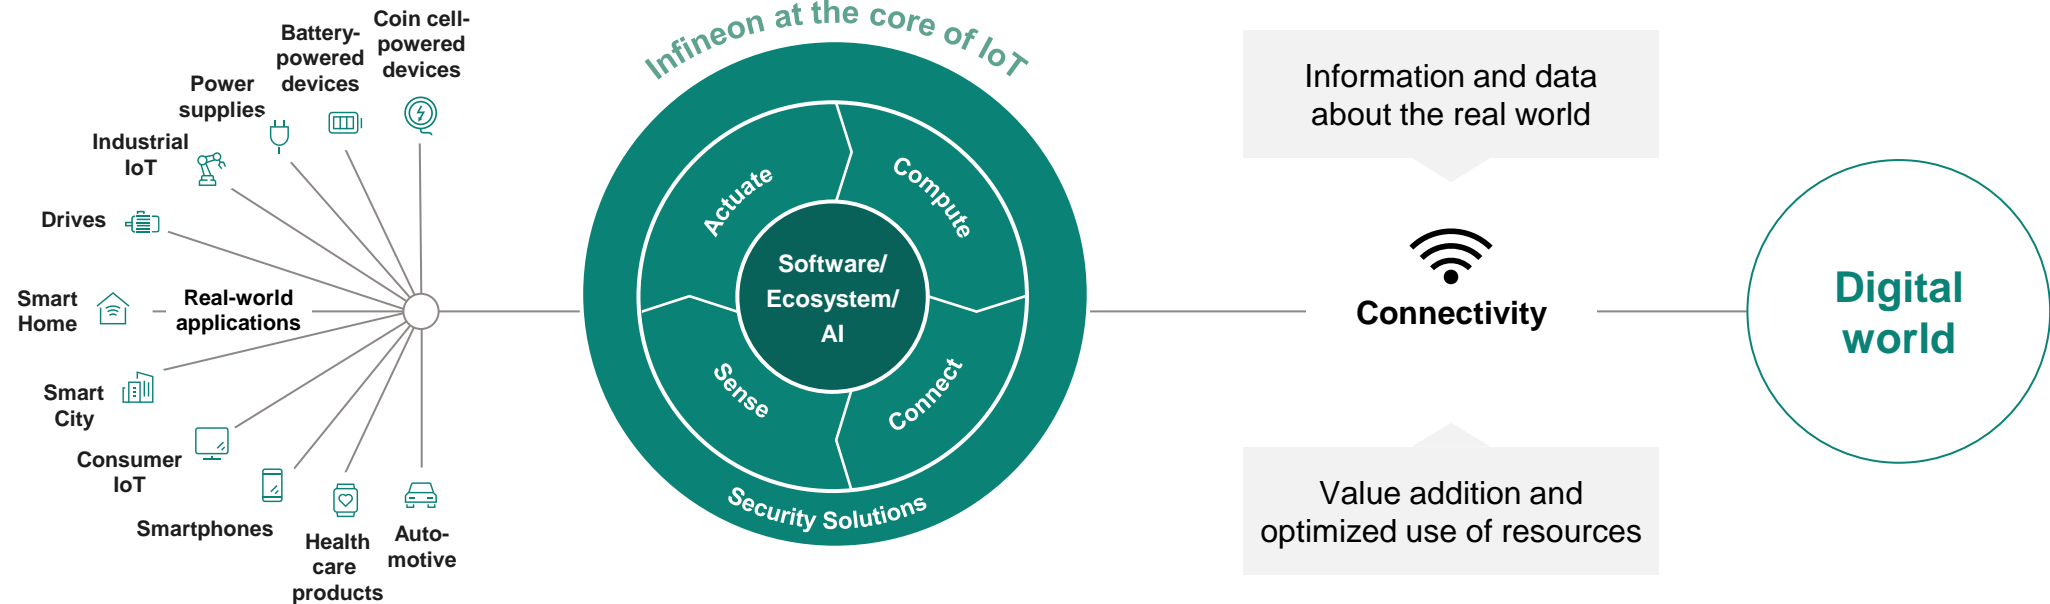 Coin cell-
powered
devices
Battery-
powered
devices
Power
supplies
Industrial
IoT
Drives
Smart
Home
Real-world
applications
Smart
City
Consumer
IoT
Smartphones
Health
care
products
Auto-
motive
Infineon at the core of IoT
Actuate
Compute
Software/
Ecosystem/
AI
Sense
Connect
Security Solutions
Information and data
about the real world
Connectivity
Value addition and
optimized use of resources
Digital
world